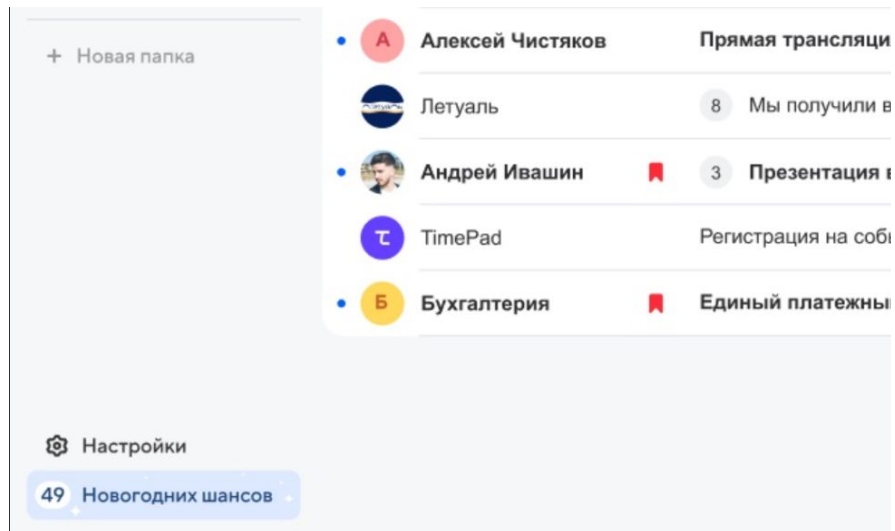 + Новая папка
А Алексей Чистяков Прямая трансляци
Летуаль 8 Мы получили в
Андрей Ивашин 3 Презентация в
TimePad Регистрация на собы
Б Бухгалтерия Единый платежны
Настройки
49 Новогодних шансов